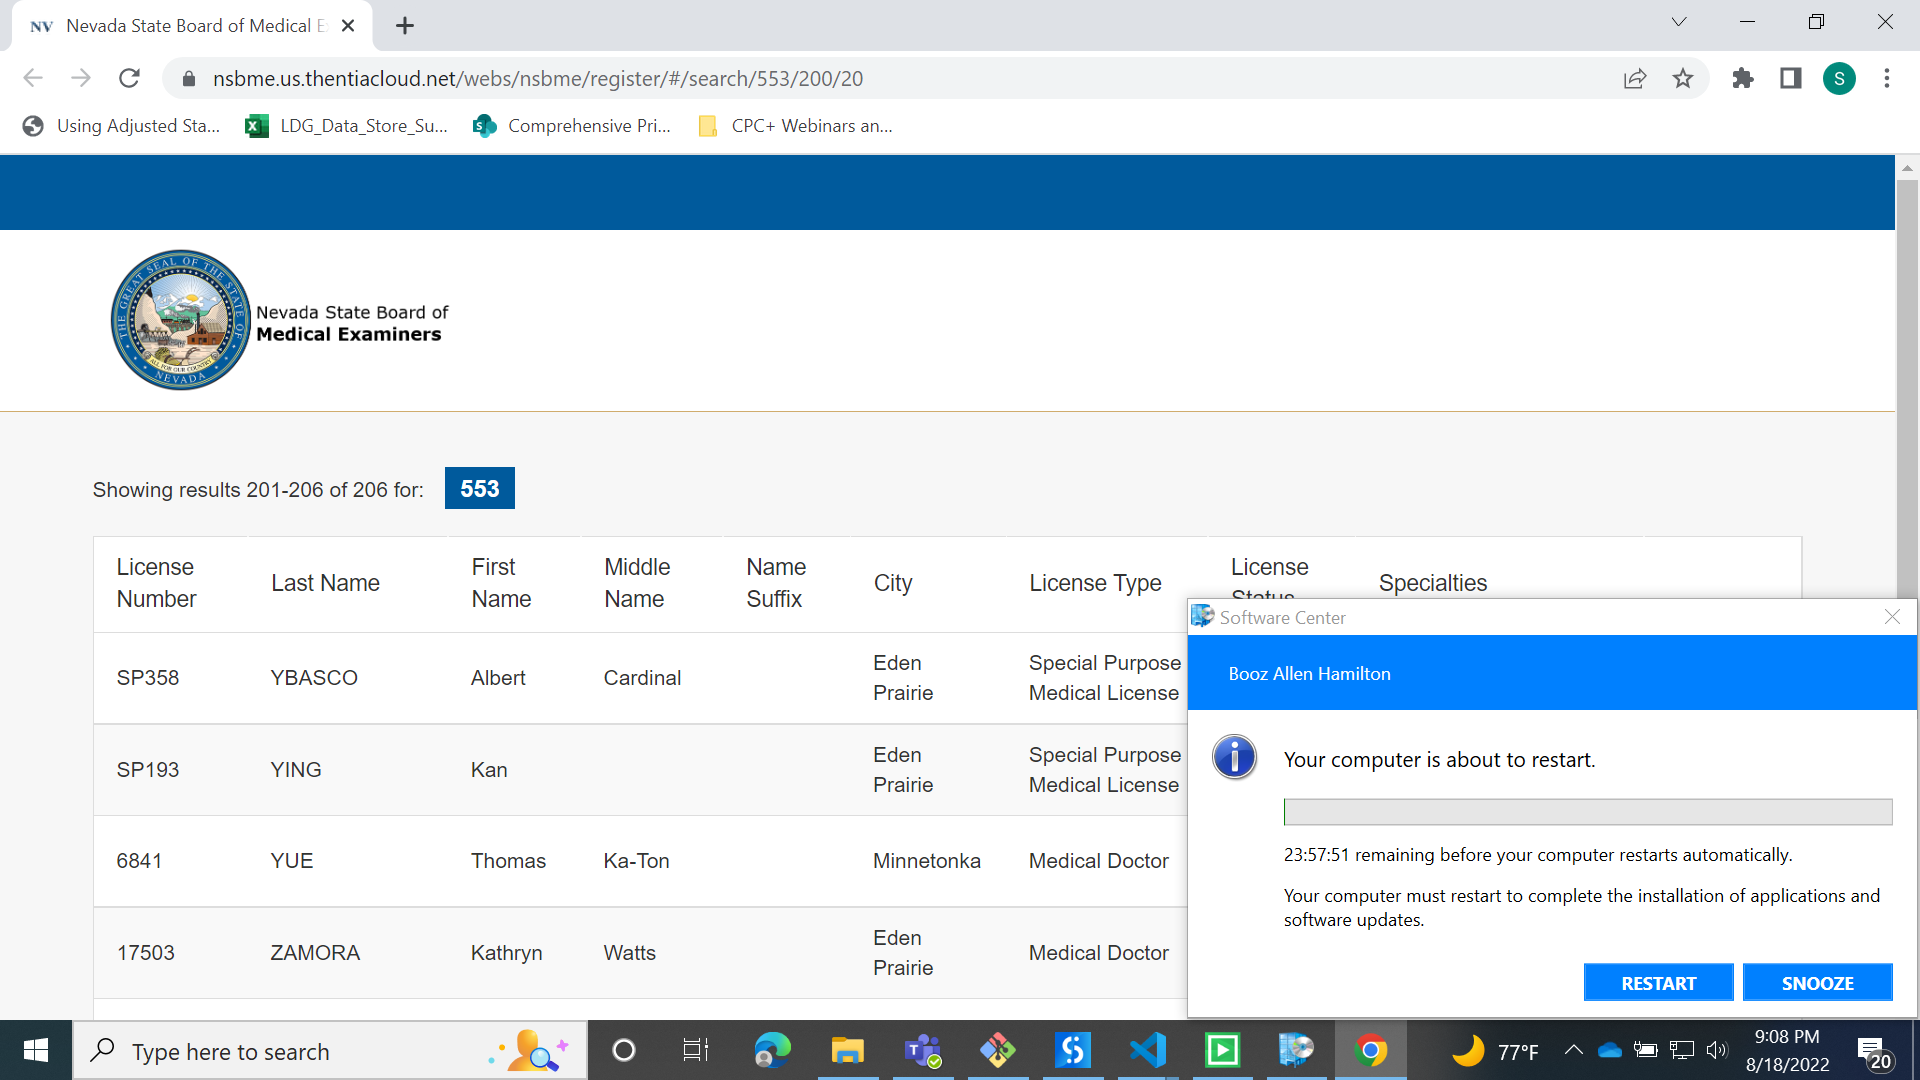 NV Nevada State Board of Medical E
nsbme.us.thentiacloud.net/webs/nsbme/register/#/search/553/200/20
S
Using Adjusted Sta... LDG_Data_Store_Su... Comprehensive Pri... CPC+ Webinars an...
THE GREAT SEAL OF THE STATE OF NEVADA
ALL FOR OUR COUNTRY
Nevada State Board of
Medical Examiners
Showing results 201-206 of 206 for: 553
License Number Last Name First Name Middle Name Name Suffix City License Type License Status Specialties
SP358 YBASCO Albert Cardinal Eden Prairie Special Purpose Medical License
SP193 YING Kan Eden Prairie Special Purpose Medical License
6841 YUE Thomas Ka-Ton Minnetonka Medical Doctor
17503 ZAMORA Kathryn Watts Eden Prairie Medical Doctor
Software Center
Booz Allen Hamilton
Your computer is about to restart.
23:57:51 remaining before your computer restarts automatically.
Your computer must restart to complete the installation of applications and
software updates.
RESTART SNOOZE
Type here to search
77°F
9:08 PM
8/18/2022
20